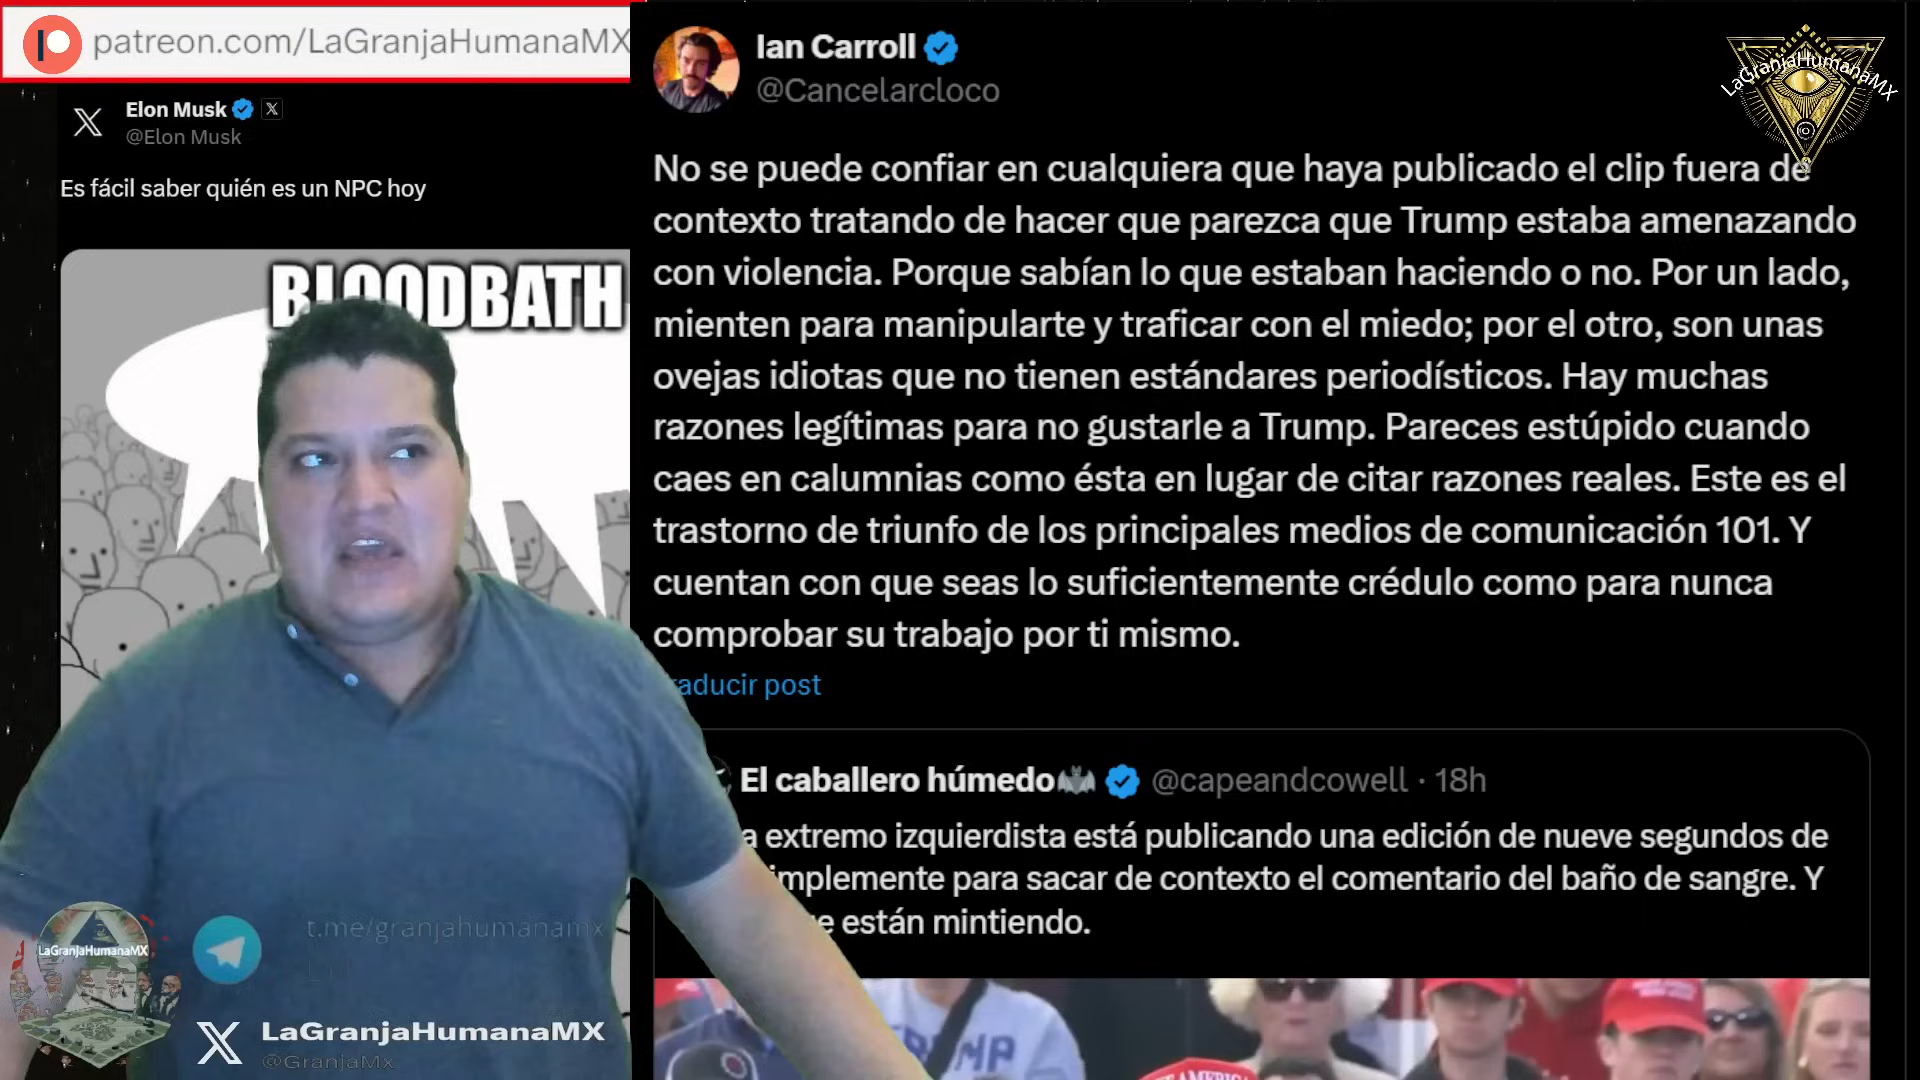 patreon.com/LaGranjaHumanaMX
Elon Musk
@Elon Musk
Es fácil saber quién es un NPC hoy
BLOODBATH
Ian Carroll
@Cancelarcloco
LaGranjaHumanaMX
No se puede confiar en cualquiera que haya publicado el clip fuera de
contexto tratando de hacer que parezca que Trump estaba amenazando
con violencia. Porque sabían lo que estaban haciendo o no. Por un lado,
mienten para manipularte y traficar con el miedo; por el otro, son unas
ovejas idiotas que no tienen estándares periodísticos. Hay muchas
razones legítimas para no gustarle a Trump. Pareces estúpido cuando
caes en calumnias como ésta en lugar de citar razones reales. Este es el
trastorno de triunfo de los principales medios de comunicación 101. Y
cuentan con que seas lo suficientemente crédulo como para nunca
comprobar su trabajo por ti mismo.
raducir post
El caballero húmedo @capeandcowell · 18h
a extremo izquierdista está publicando una edición de nueve segundos de
implemente para sacar de contexto el comentario del baño de sangre. Y
e están mintiendo.
LaGranjaHumanaMX
t.me/granjahumanamx
LaGranjaHumanaMX
@GranjaMx